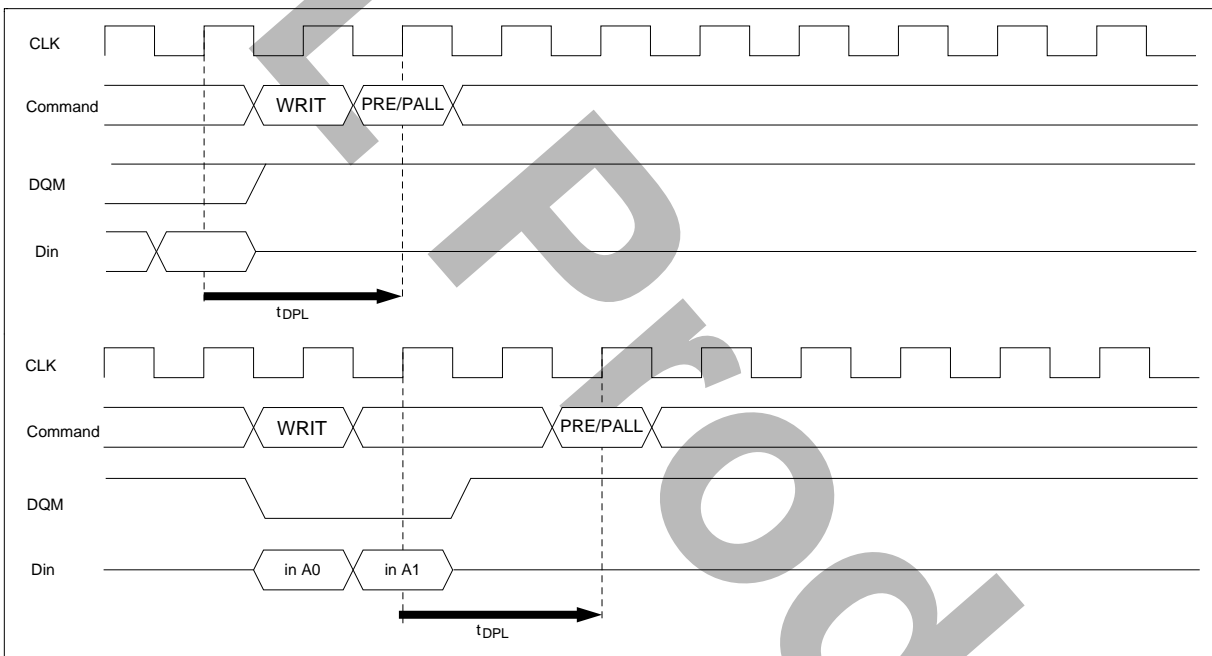 CLK
Command WRIT PRE/PALL
DQM
Din
tDPL
CLK
Command WRIT PRE/PALL
DQM
Din in A0 in A1
tDPL
L Prod